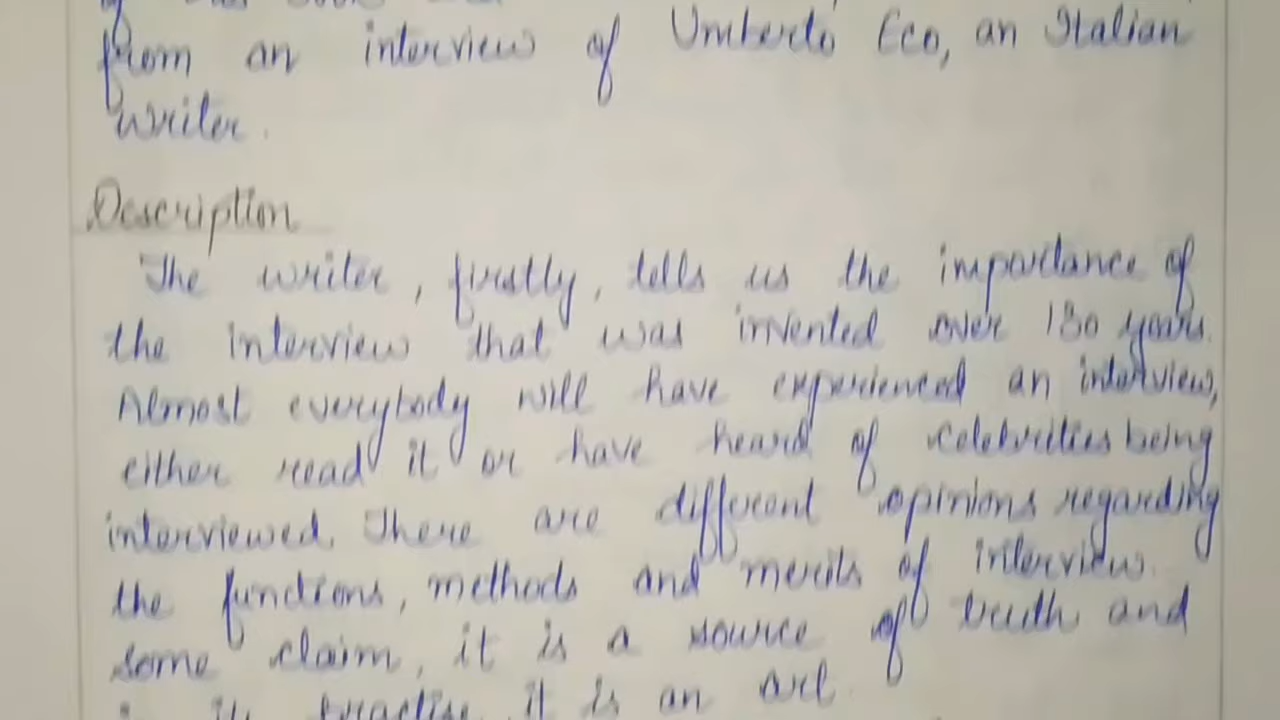 from an interview of Umberto Eco, an Italian
writer.
Description
The writer, firstly, tells us the importance of
the interview that was invented over 130 years.
Almost everybody will have experienced an interview,
either read it or have heard of celebrities being
interviewed. There are different opinions regarding
the functions, methods and merits of interview.
some claim, it is a source of truth and
it is an art